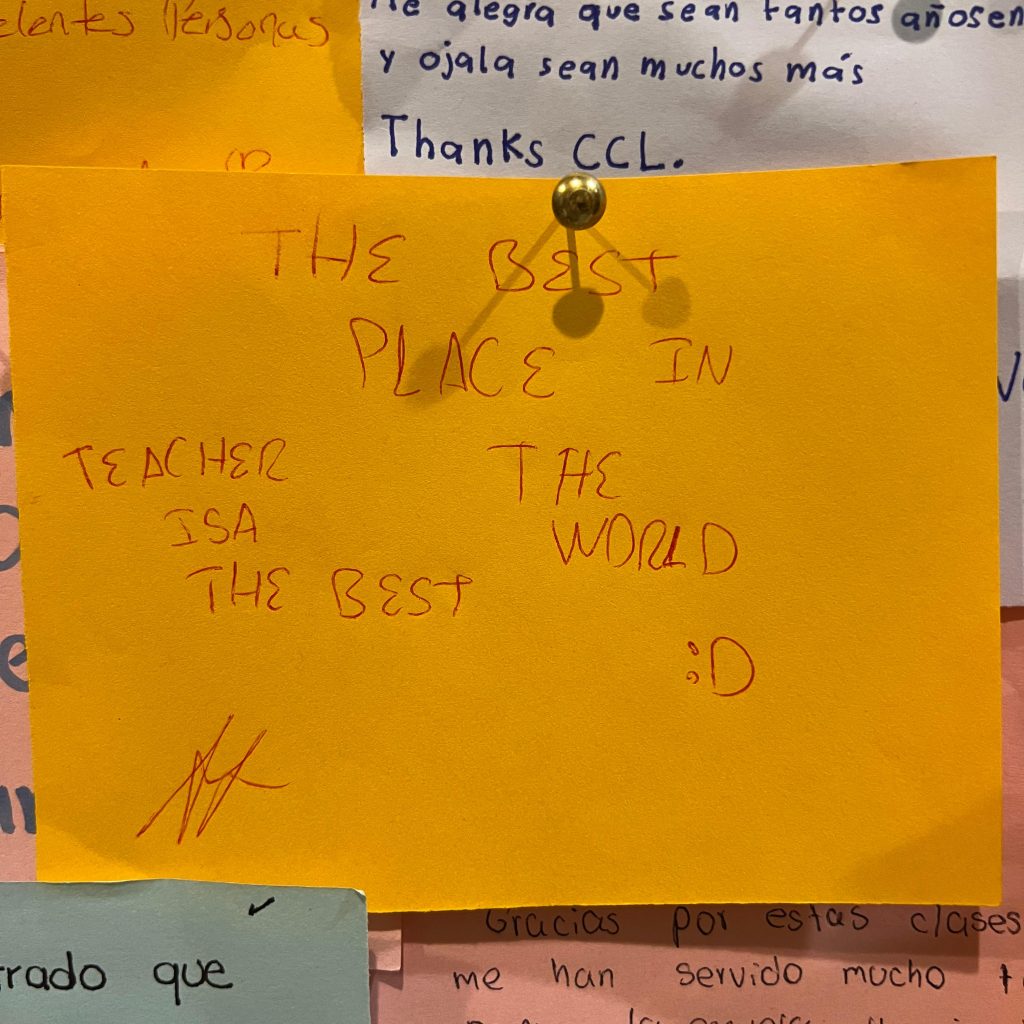 Personas
Me alegra que sean tantos años en
y ojala sean muchos más
Thanks CCL.
THE BEST
PLACE IN
THE
WORLD
:D
TEACHER
ISA
THE BEST
rado que
Gracias por estas clases
me han servido mucho